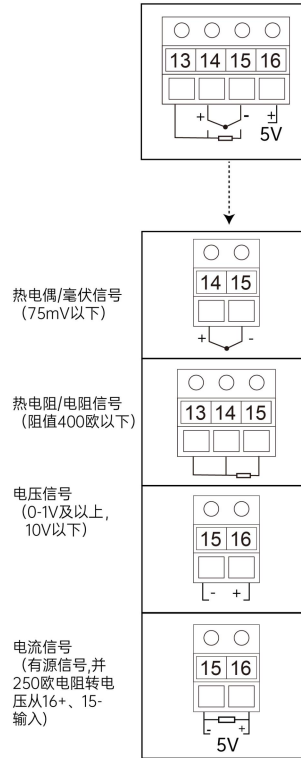 13 14 15 16
+ - +
5V
热电偶/毫伏信号
（75mV以下）
14 15
+ -
热电阻/电阻信号
（阻值400欧以下）
13 14 15
电压信号
（0-1V及以上，
10V以下）
15 16
- +
电流信号
（有源信号,并
250欧电阻转电
压从16+、15-
输入）
15 16
- +
5V